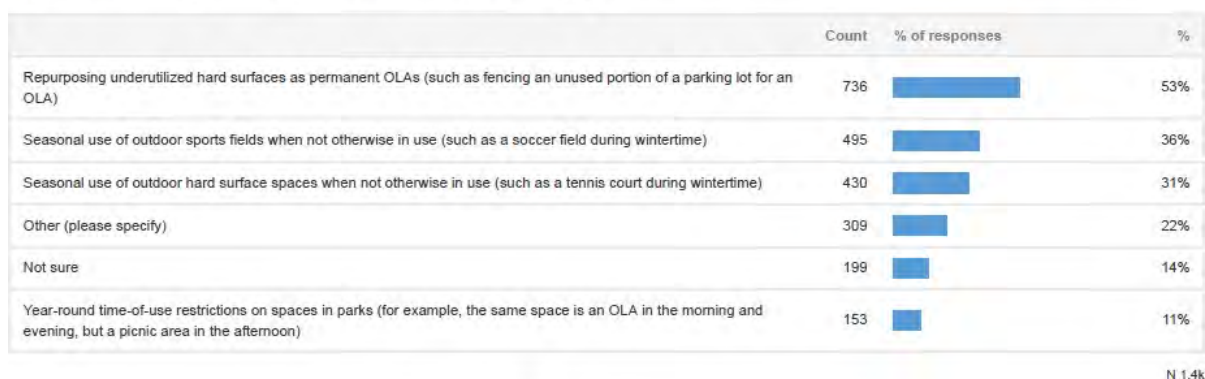 Count % of responses %
Repurposing underutilized hard surfaces as permanent OLAs (such as fencing an unused portion of a parking lot for an
OLA) 736 53%
Seasonal use of outdoor sports fields when not otherwise in use (such as a soccer field during wintertime) 495 36%
Seasonal use of outdoor hard surface spaces when not otherwise in use (such as a tennis court during wintertime) 430 31%
Other (please specify) 309 22%
Not sure 199 14%
Year-round time-of-use restrictions on spaces in parks (for example, the same space is an OLA in the morning and
evening, but a picnic area in the afternoon) 153 11%
N 1.4k